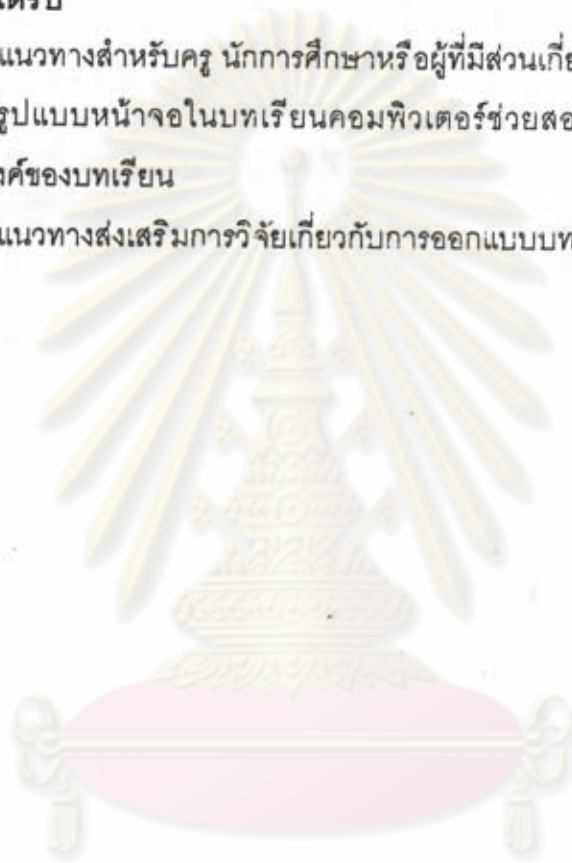 ได้รับ
แนวทางสำหรับครู นักการศึกษาหรือผู้ที่มีส่วนเกี่ย
รูปแบบหน้าจอในบทเรียนคอมพิวเตอร์ช่วยสอ
งค์ของบทเรียน
แนวทางส่งเสริมการวิจัยเกี่ยวกับการออกแบบบท